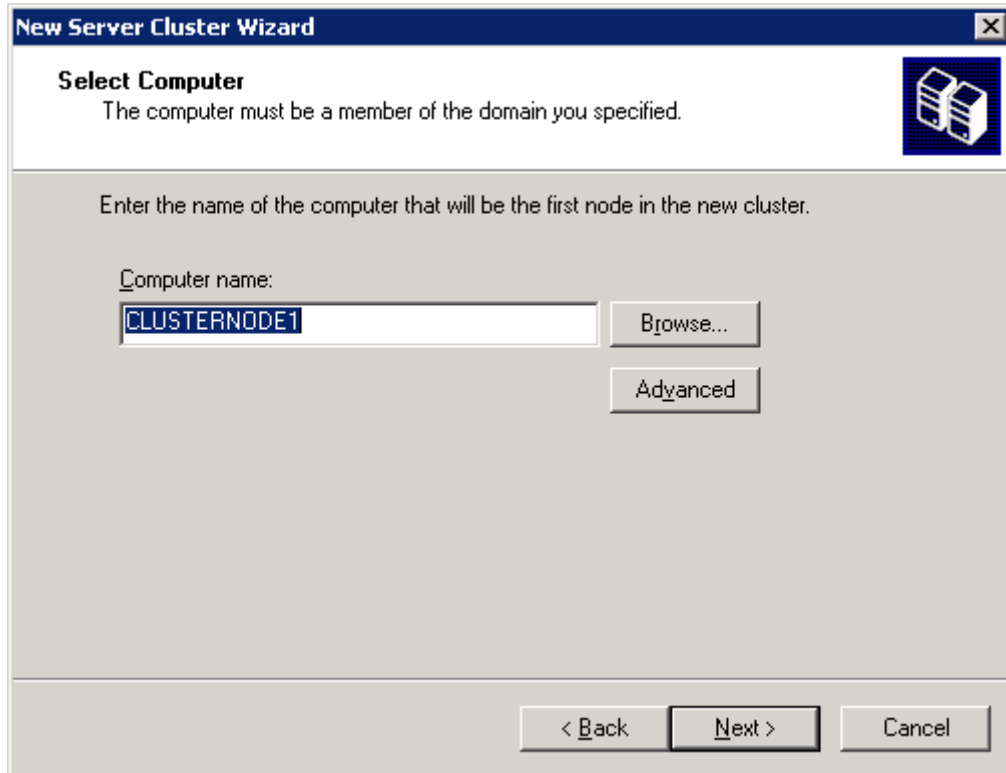 New Server Cluster Wizard
Select Computer
The computer must be a member of the domain you specified.
Enter the name of the computer that will be the first node in the new cluster.
Computer name:
CLUSTERNODE1
Browse...
Advanced
< Back
Next >
Cancel